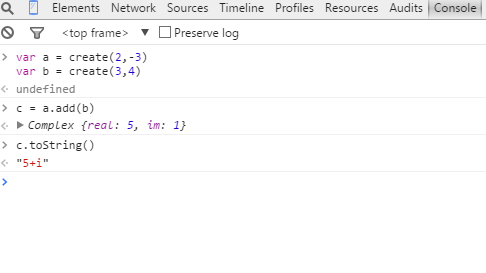 Elements Network Sources Timeline Profiles Resources Audits Console
<top frame> ▼ Preserve log
> var a = create(2,-3)
var b = create(3,4)
undefined
> c = a.add(b)
▶ Complex {real: 5, im: 1}
> c.toString()
"5+i"
>